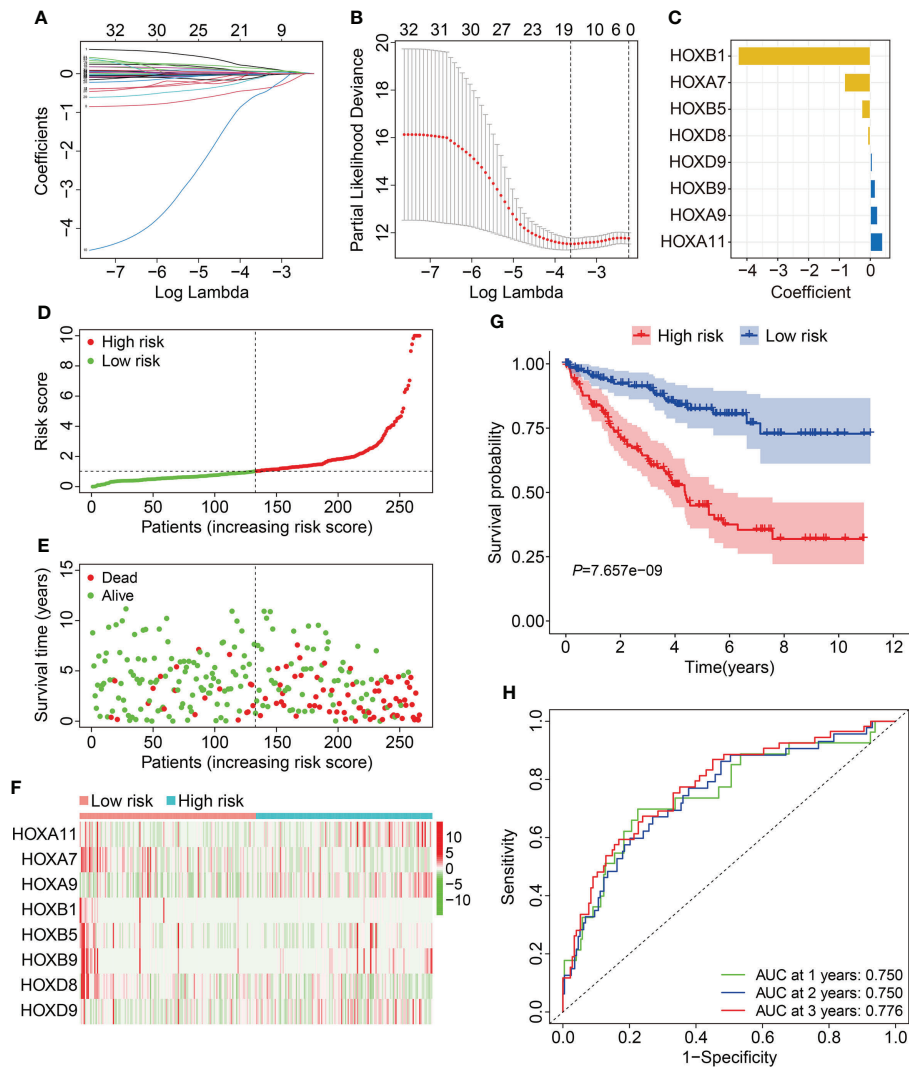 A
32 30 25 21 9
0
−1
−2
−3
−4
Coefficients
−7 −6 −5 −4 −3
Log Lambda
B
32 31 30 27 23 19 10 6 0
20
18
16
14
12
Partial Likelihood Deviance
−7 −6 −5 −4 −3
Log Lambda
C
HOXB1
HOXA7
HOXB5
HOXD8
HOXD9
HOXB9
HOXA9
HOXA11
−4 −3 −2 −1 0
Coefficient
D
High risk
Low risk
10
8
6
4
2
0
Risk score
0 50 100 150 200 250
Patients (increasing risk score)
E
Dead
Alive
15
10
5
0
Survival time (years)
0 50 100 150 200 250
Patients (increasing risk score)
F
Low risk High risk
HOXA11
HOXA7
HOXA9
HOXB1
HOXB5
HOXB9
HOXD8
HOXD9
10
5
0
−5
−10
G
High risk Low risk
1.00
0.75
0.50
0.25
0.00
Survival probability
P=7.657e−09
0 2 4 6 8 10 12
Time(years)
H
1.0
0.8
0.6
0.4
0.2
0.0
Sensitivity
AUC at 1 years: 0.750
AUC at 2 years: 0.750
AUC at 3 years: 0.776
0.0 0.2 0.4 0.6 0.8 1.0
1−Specificity